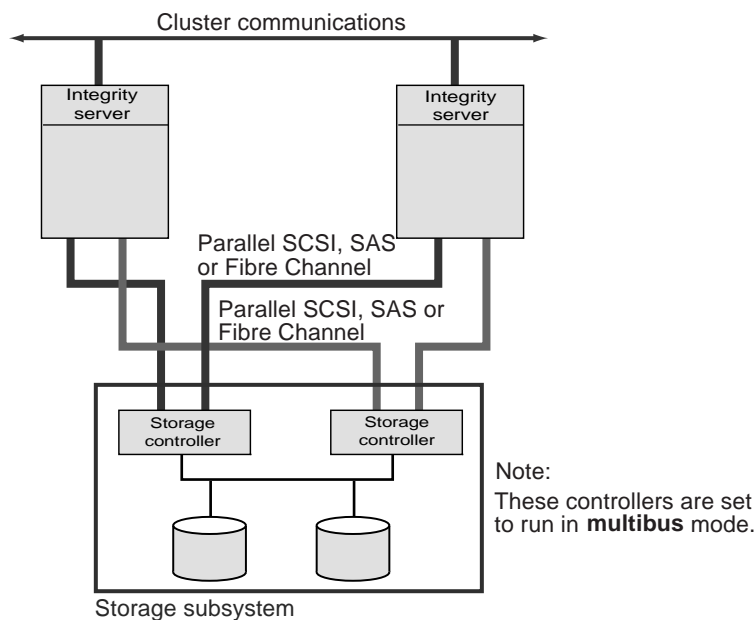 Cluster communications
Integrity
server
Integrity
server
Parallel SCSI, SAS
or Fibre Channel
Parallel SCSI, SAS or
Fibre Channel
Storage
controller
Storage
controller
Note:
These controllers are set
to run in multibus mode.
Storage subsystem